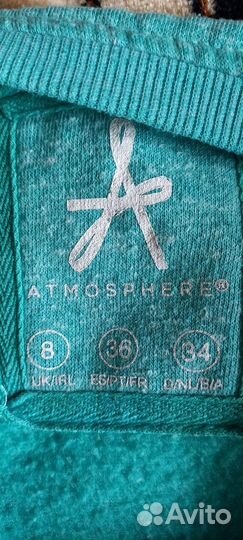 ATMOSPHERE®
8 36 34
UK/IRL ES/PT/FR D/NL/B/A
Avito